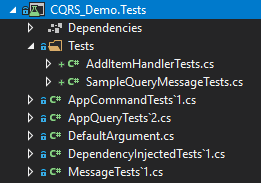 CQRS_Demo.Tests
Dependencies
Tests
C# AddItemHandlerTests.cs
C# SampleQueryMessageTests.cs
C# AppCommandTests`1.cs
C# AppQueryTests`2.cs
C# DefaultArgument.cs
C# DependencyInjectedTests`1.cs
C# MessageTests`1.cs